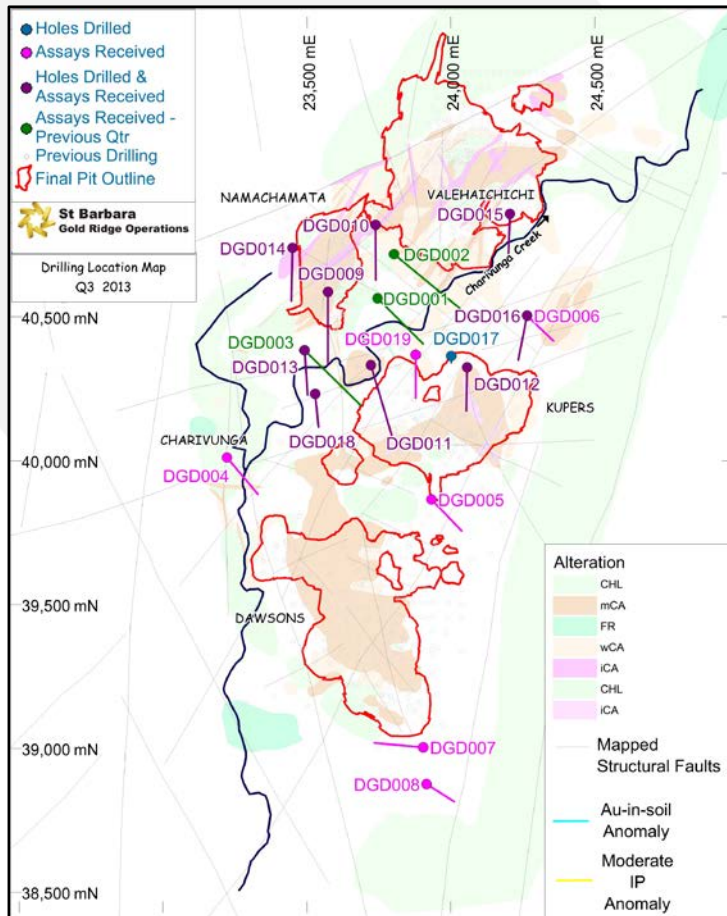 Holes Drilled
Assays Received
Holes Drilled &
Assays Received
Assays Received -
Previous Qtr
Previous Drilling
Final Pit Outline
St Barbara
Gold Ridge Operations
Drilling Location Map
Q3 2013
23,500 mE
24,000 mE
24,500 mE
NAMACHAMATA
VALEHAICHICHI
DGD015
DGD010
DGD014
DGD002
Charivunga Creek
DGD009
DGD001
40,500 mN
DGD016
DGD006
DGD003
DGD019
DGD017
DGD013
DGD012
KUPERS
DGD018
DGD011
CHARIVUNGA
40,000 mN
DGD004
DGD005
39,500 mN
DAWSONS
39,000 mN
DGD007
DGD008
38,500 mN
Alteration
CHL
mCA
FR
wCA
iCA
CHL
iCA
Mapped
Structural Faults
Au-in-soil
Anomaly
Moderate
IP
Anomaly